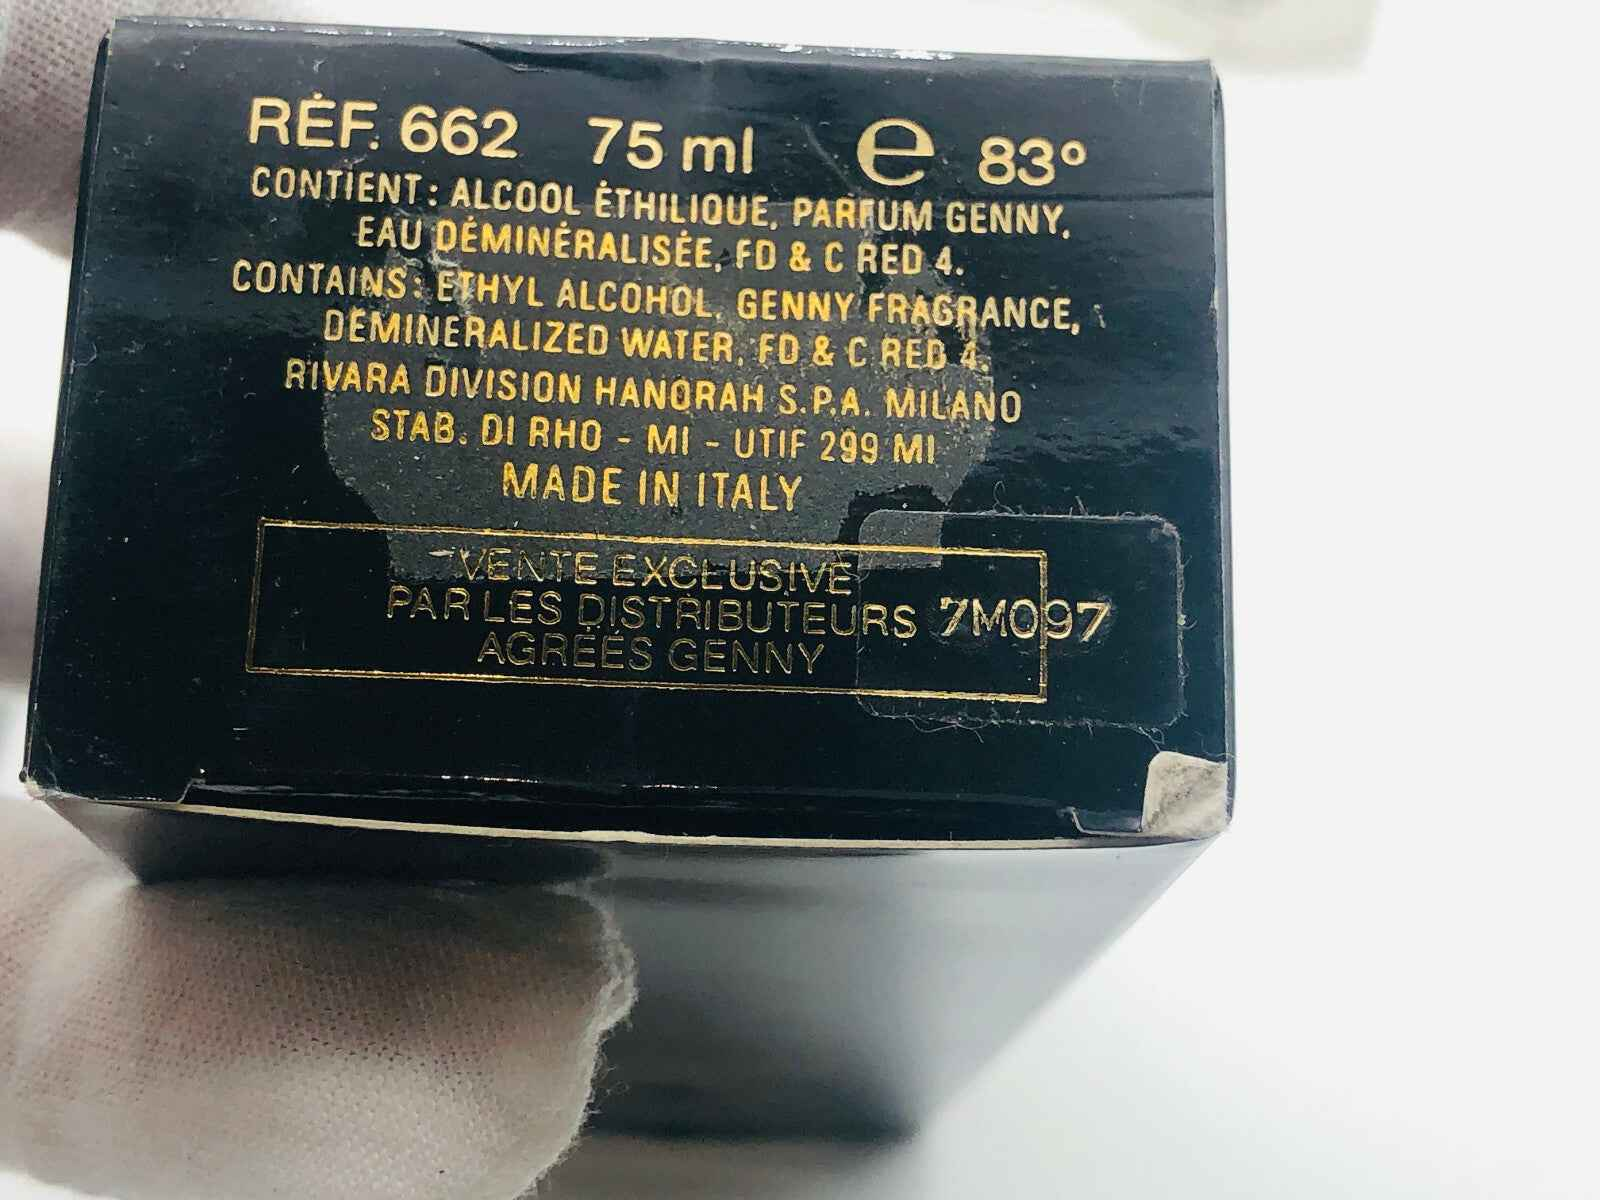 RÉF. 662 75 ml e 83°
CONTIENT: ALCOOL ÉTHILIQUE, PARFUM GENNY,
EAU DÉMINÉRALISÉE, FD & C RED 4.
CONTAINS: ETHYL ALCOHOL, GENNY FRAGRANCE,
DEMINERALIZED WATER, FD & C RED 4.
RIVARA DIVISION HANORAH S.P.A. MILANO
STAB. DI RHO - MI - UTIF 299 MI
MADE IN ITALY
VENTE EXCLUSIVE
PAR LES DISTRIBUTEURS 7M097
AGRÉÉS GENNY